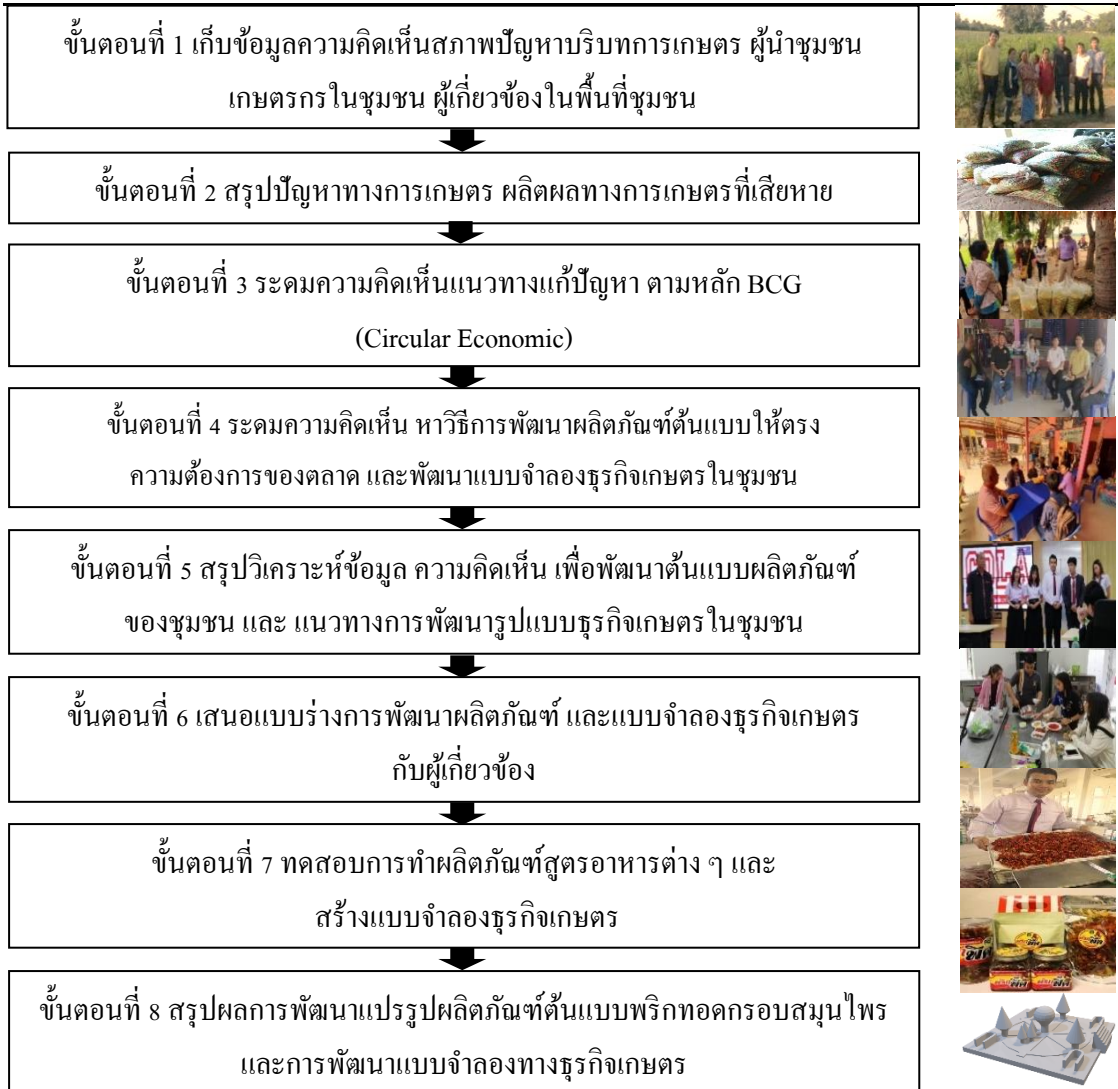 ขั้นตอนที่ 1 เก็บข้อมูลความคิดเห็นสภาพปัญหาบริบทการเกษตร ผู้นำชุมชน
เกษตรกรในชุมชน ผู้เกี่ยวข้องในพื้นที่ชุมชน
ขั้นตอนที่ 2 สรุปปัญหาทางการเกษตร ผลิตผลทางการเกษตรที่เสียหาย
ขั้นตอนที่ 3 ระดมความคิดเห็นแนวทางแก้ปัญหา ตามหลัก BCG
(Circular Economic)
ขั้นตอนที่ 4 ระดมความคิดเห็น หาวิธีการพัฒนาผลิตภัณฑ์ต้นแบบให้ตรง
ความต้องการของตลาด และพัฒนาแบบจำลองธุรกิจเกษตรในชุมชน
ขั้นตอนที่ 5 สรุปวิเคราะห์ข้อมูล ความคิดเห็น เพื่อพัฒนาต้นแบบผลิตภัณฑ์
ของชุมชน และ แนวทางการพัฒนารูปแบบธุรกิจเกษตรในชุมชน
ขั้นตอนที่ 6 เสนอแบบร่างการพัฒนาผลิตภัณฑ์ และแบบจำลองธุรกิจเกษตร
กับผู้เกี่ยวข้อง
ขั้นตอนที่ 7 ทดสอบการทำผลิตภัณฑ์สูตรอาหารต่าง ๆ และ
สร้างแบบจำลองธุรกิจเกษตร
ขั้นตอนที่ 8 สรุปผลการพัฒนาแปรรูปผลิตภัณฑ์ต้นแบบพริกทอดกรอบสมุนไพร
และการพัฒนาแบบจำลองทางธุรกิจเกษตร